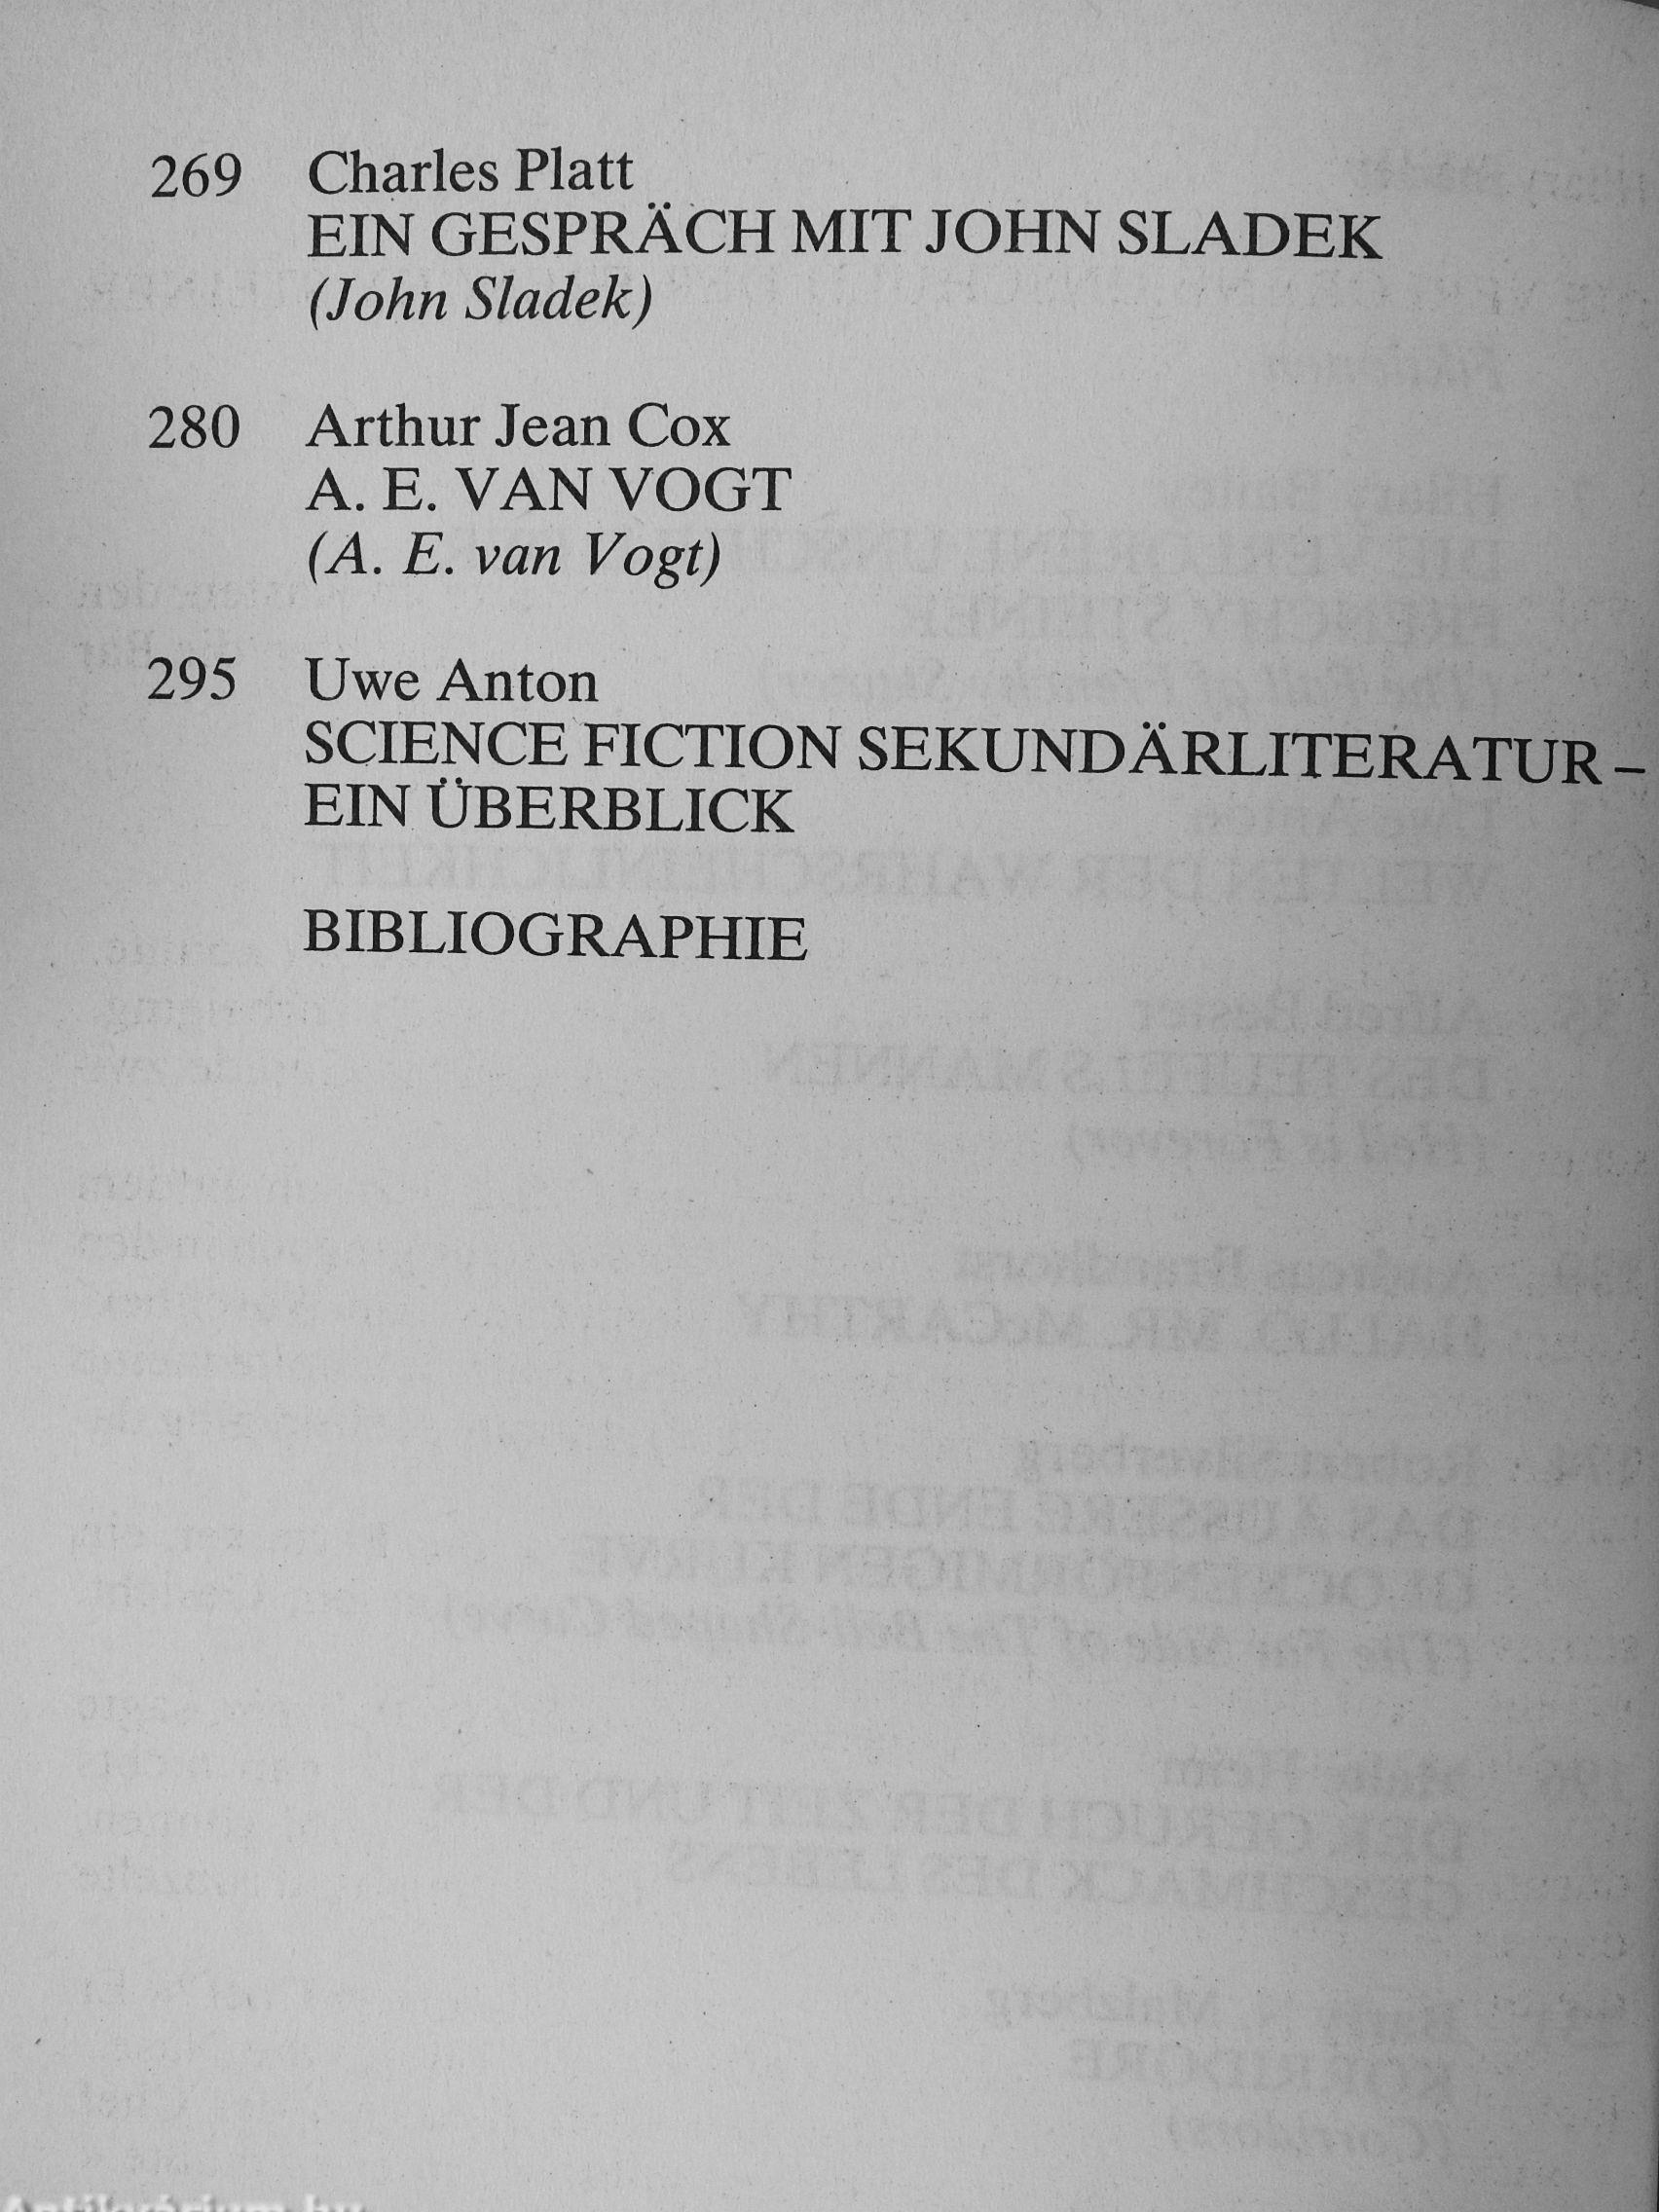 269 Charles Platt
EIN GESPRÄCH MIT JOHN SLADEK
(John Sladek)
280 Arthur Jean Cox
A. E. VAN VOGT
(A. E. van Vogt)
295 Uwe Anton
SCIENCE FICTION SEKUNDÄRLITERATUR –
EIN ÜBERBLICK
BIBLIOGRAPHIE